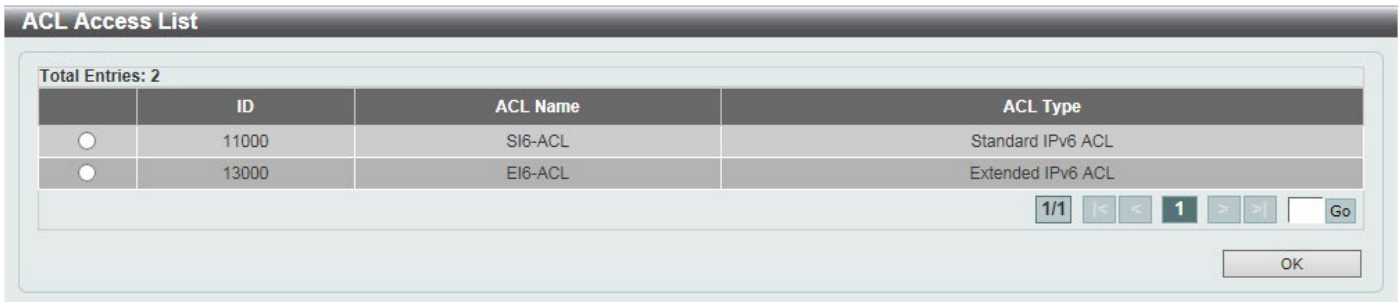 ACL Access List
Total Entries: 2
ID ACL Name ACL Type
11000 SI6-ACL Standard IPv6 ACL
13000 EI6-ACL Extended IPv6 ACL
1/1 |< < 1 > >| Go
OK